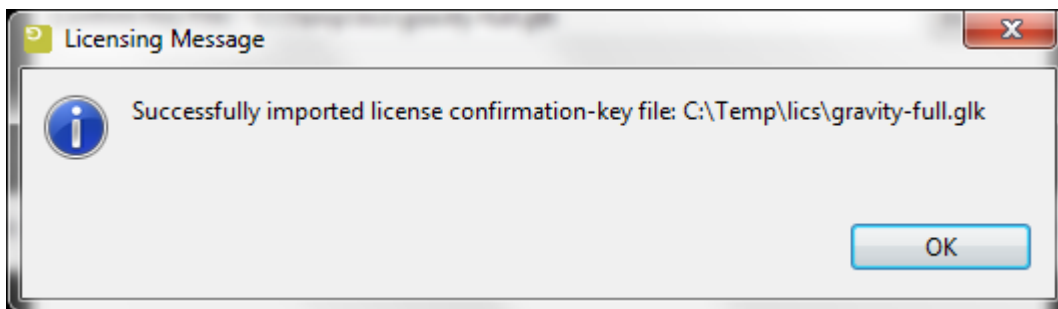 Licensing Message
Successfully imported license confirmation-key file: C:\Temp\lics\gravity-full.glk
OK